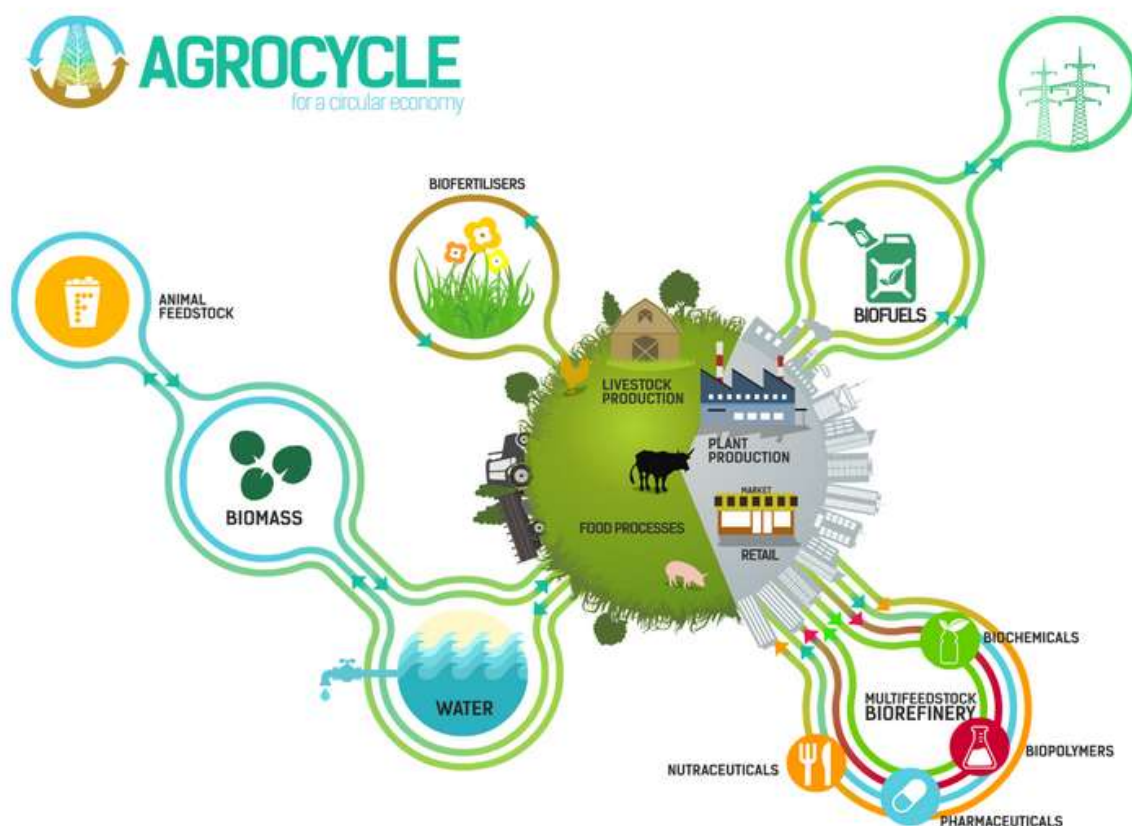 AGROCYCLE
for a circular economy
BIOFERTILISERS
ANIMAL
FEEDSTOCK
BIOFUELS
LIVESTOCK
PRODUCTION
PLANT
PRODUCTION
MARKET
BIOMASS
FOOD PROCESSES
RETAIL
WATER
BIOCHEMICALS
MULTIFEEDSTOCK
BIOREFINERY
BIOPOLYMERS
NUTRACEUTICALS
PHARMACEUTICALS